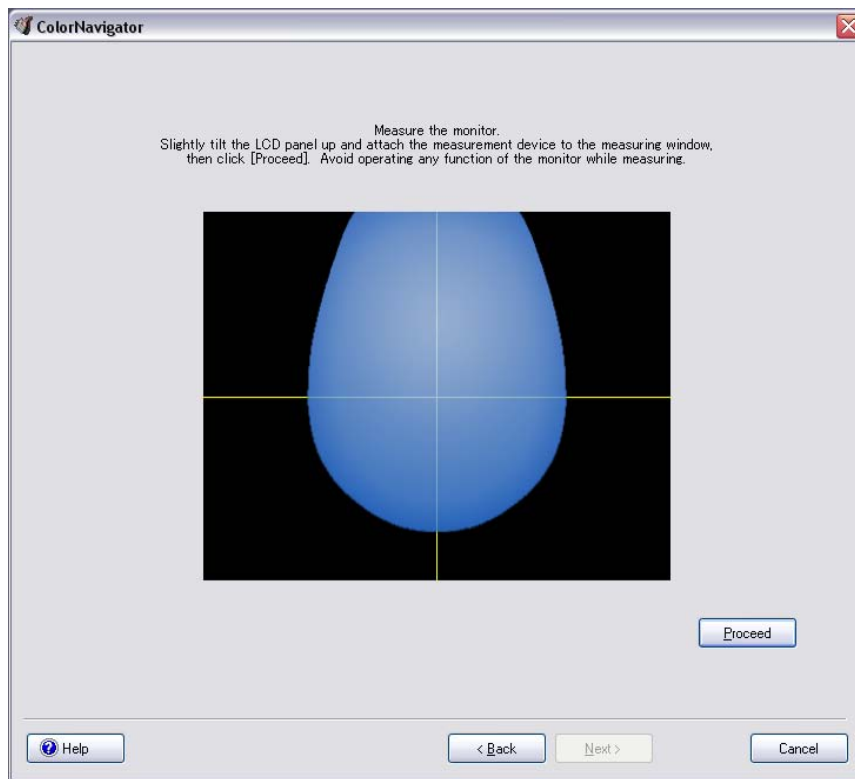 ColorNavigator
Measure the monitor.
Slightly tilt the LCD panel up and attach the measurement device to the measuring window,
then click [Proceed]. Avoid operating any function of the monitor while measuring.
Proceed
Help
< Back
Next >
Cancel